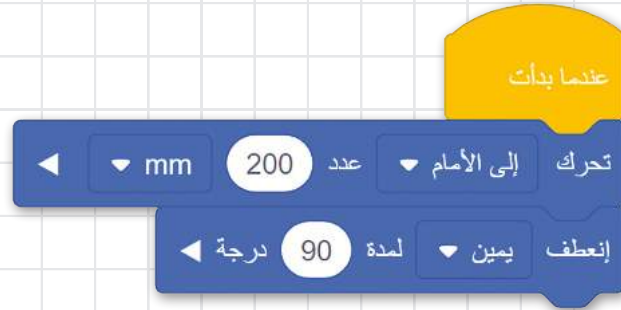 عندما بدأت
تحرك إلى الأمام عدد 200 mm
إنعطف يمين لمدة 90 درجة